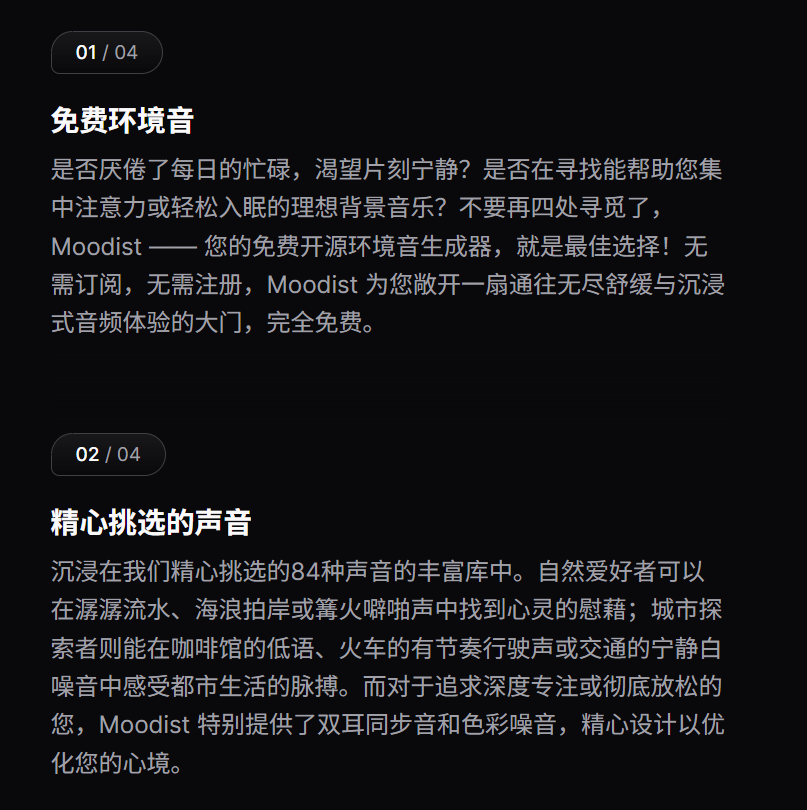 01 / 04
免费环境音
是否厌倦了每日的忙碌，渴望片刻宁静？是否在寻找能帮助您集
中注意力或轻松入眠的理想背景音乐？不要再四处寻觅了，
Moodist —— 您的免费开源环境音生成器，就是最佳选择！无
需订阅，无需注册，Moodist 为您敞开一扇通往无尽舒缓与沉浸
式音频体验的大门，完全免费。
02 / 04
精心挑选的声音
沉浸在我们精心挑选的84种声音的丰富库中。自然爱好者可以
在潺潺流水、海浪拍岸或篝火噼啪声中找到心灵的慰藉；城市探
索者则能在咖啡馆的低语、火车的有节奏行驶声或交通的宁静白
噪音中感受都市生活的脉搏。而对于追求深度专注或彻底放松的
您，Moodist 特别提供了双耳同步音和色彩噪音，精心设计以优
化您的心境。